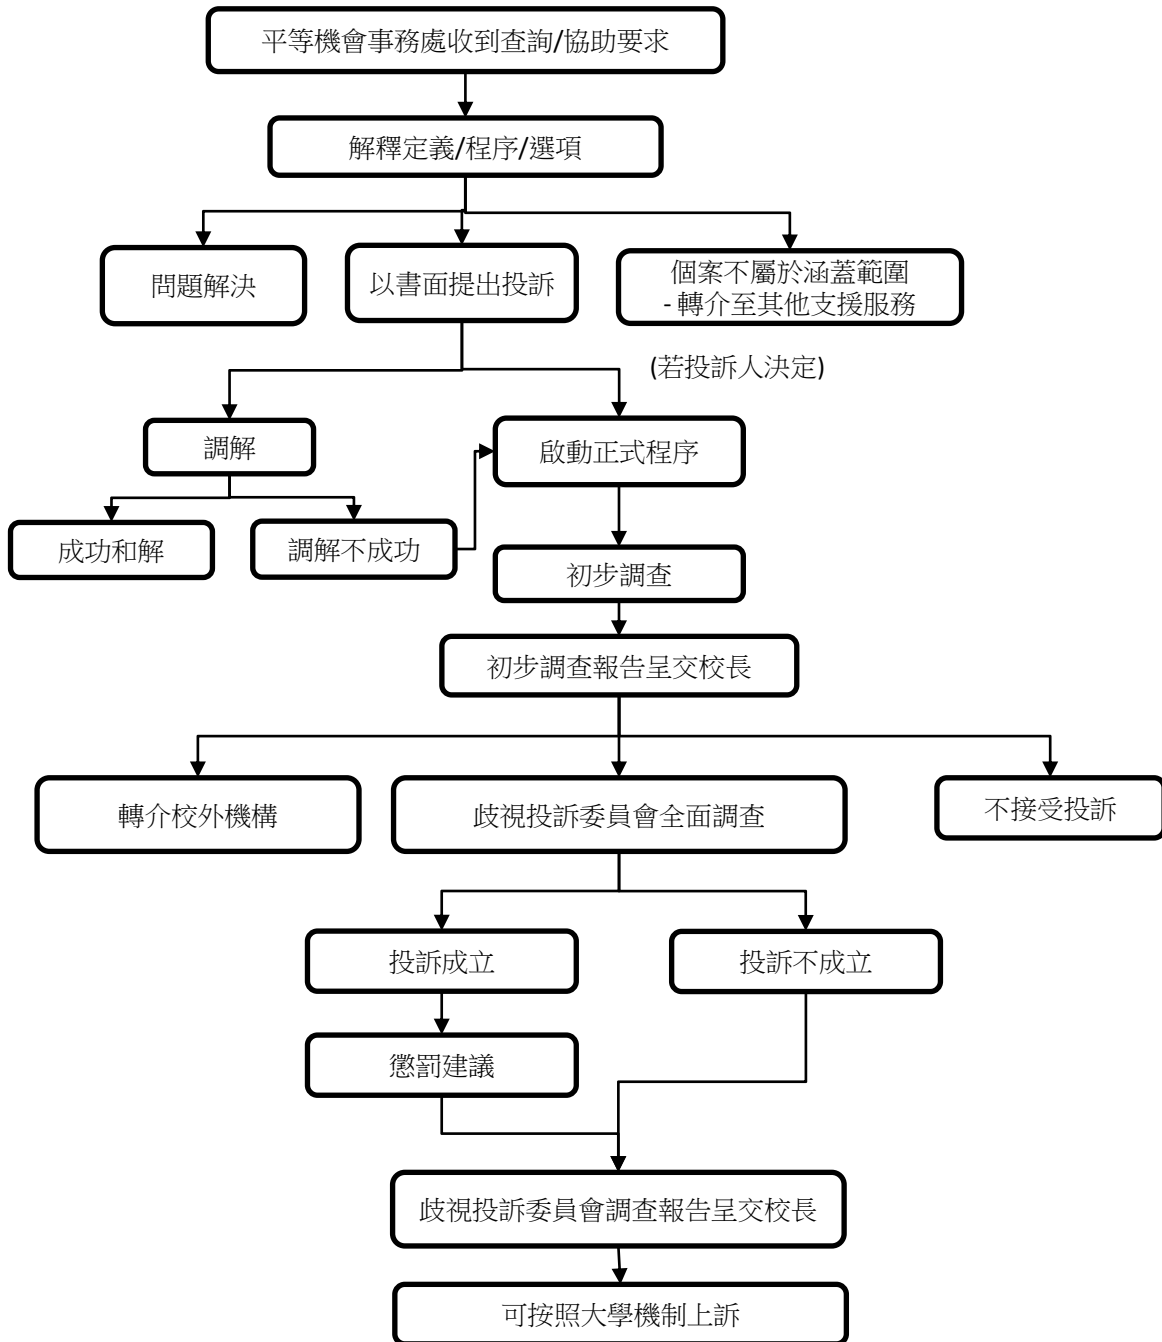 平等機會事務處收到查詢/協助要求
解釋定義/程序/選項
問題解決
以書面提出投訴
個案不屬於涵蓋範圍
- 轉介至其他支援服務
(若投訴人決定)
調解
啟動正式程序
成功和解
調解不成功
初步調查
初步調查報告呈交校長
轉介校外機構
歧視投訴委員會全面調查
不接受投訴
投訴成立
投訴不成立
懲罰建議
歧視投訴委員會調查報告呈交校長
可按照大學機制上訴